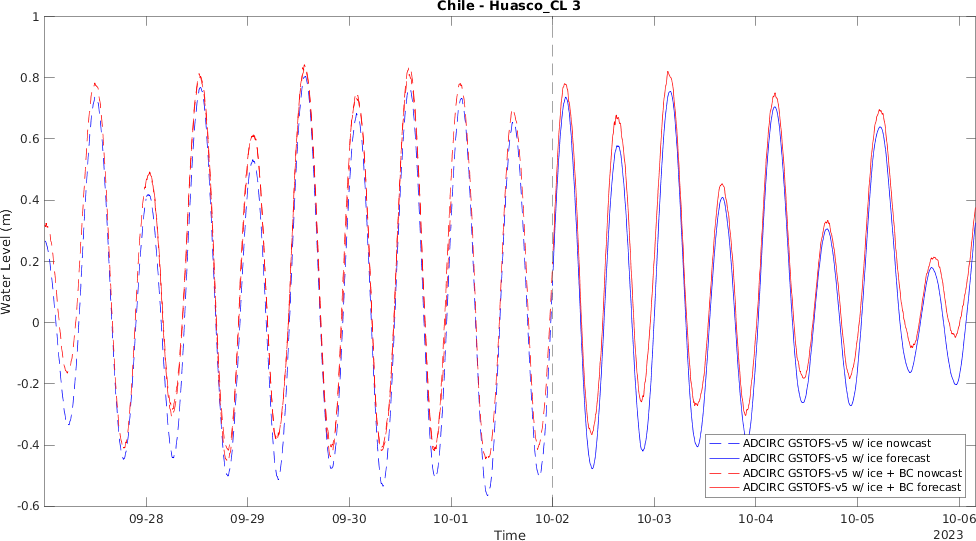 Chile - Huasco_CL 3
Water Level (m)
1
0.8
0.6
0.4
0.2
0
-0.2
-0.4
-0.6
ADCIRC GSTOFS-v5 w/ ice nowcast
ADCIRC GSTOFS-v5 w/ ice forecast
ADCIRC GSTOFS-v5 w/ ice + BC nowcast
ADCIRC GSTOFS-v5 w/ ice + BC forecast
09-28 09-29 09-30 10-01 10-02 10-03 10-04 10-05 10-06
Time
2023